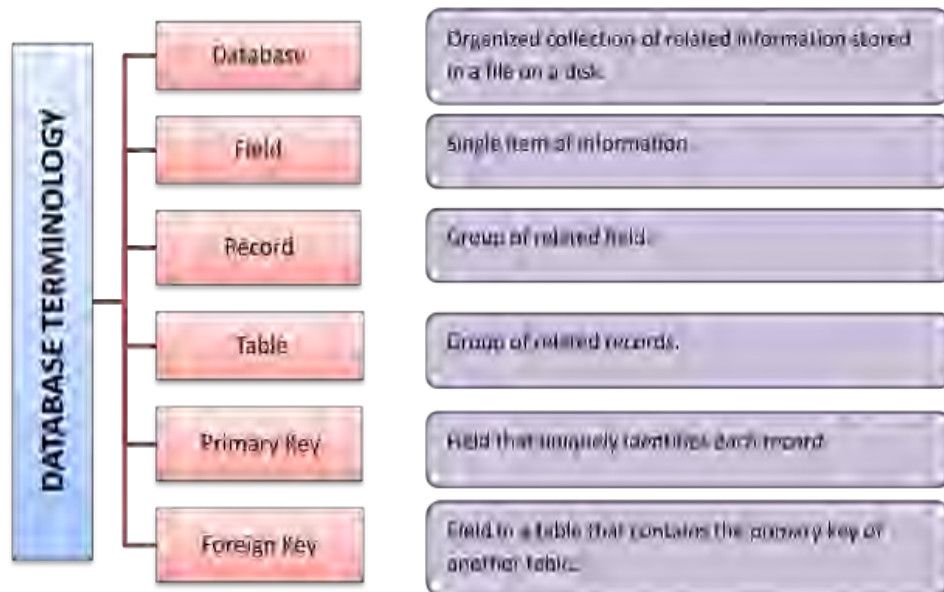 DATABASE TERMINOLOGY
Database
Organized collection of related information stored
in a file on a disk.
Field
Single item of information.
Record
Group of related field.
Table
Group of related records.
Primary Key
Field that uniquely identifies each record
Foreign Key
Field in a table that contains the primary key of
another table.